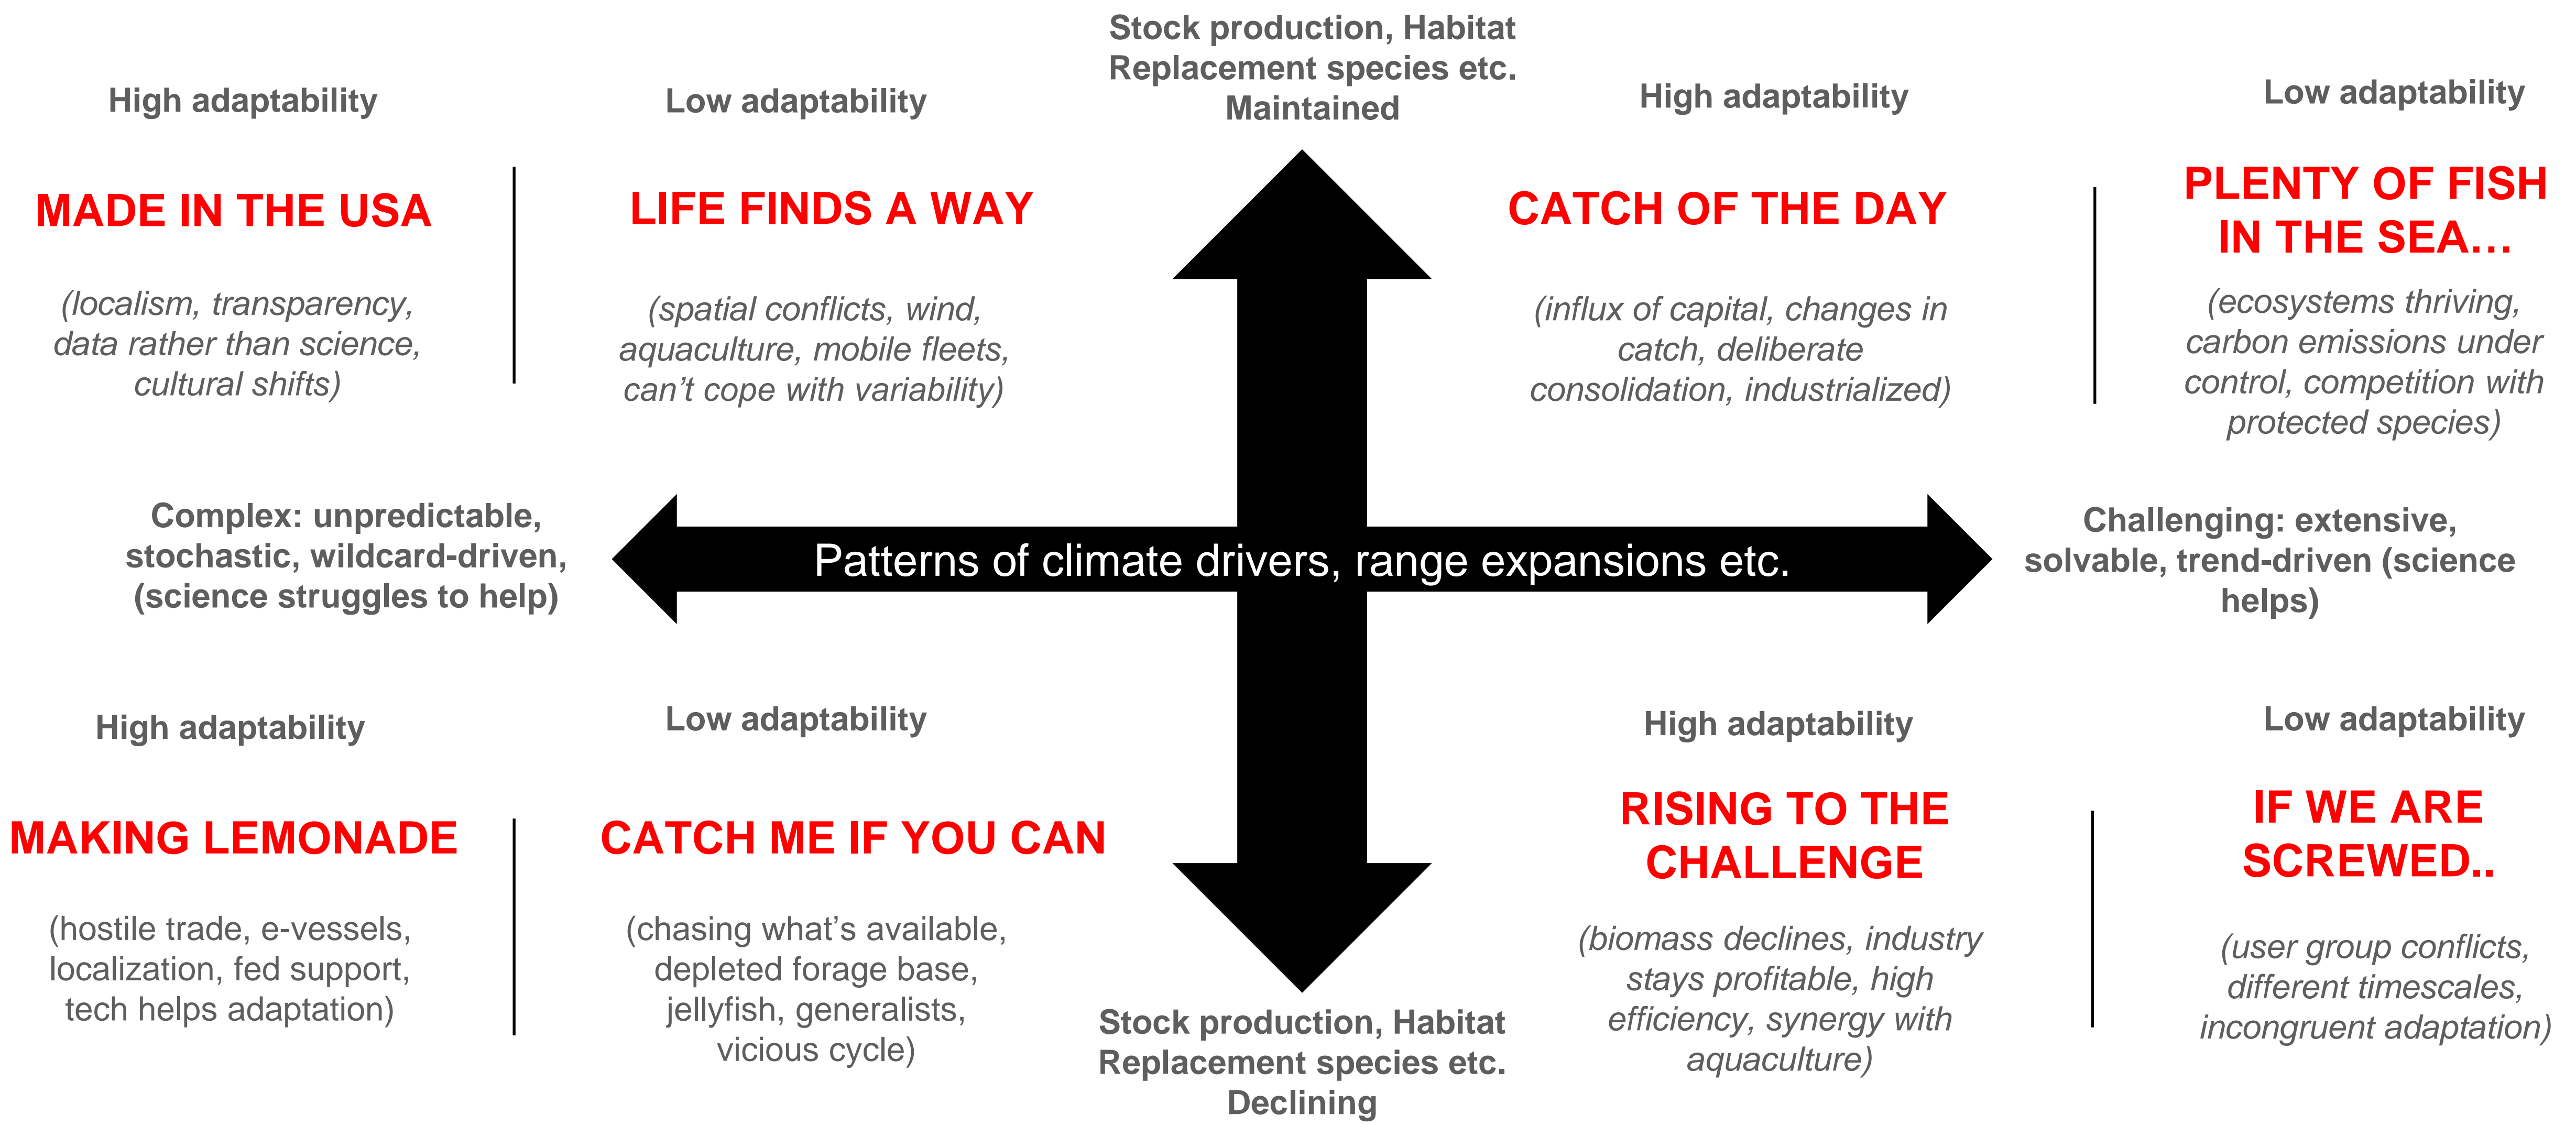 Stock production, Habitat
Replacement species etc.
Maintained
High adaptability
MADE IN THE USA
(localism, transparency,
data rather than science,
cultural shifts)
Low adaptability
LIFE FINDS A WAY
(spatial conflicts, wind,
aquaculture, mobile fleets,
can’t cope with variability)
High adaptability
CATCH OF THE DAY
(influx of capital, changes in
catch, deliberate
consolidation, industrialized)
Low adaptability
PLENTY OF FISH
IN THE SEA…
(ecosystems thriving,
carbon emissions under
control, competition with
protected species)
Complex: unpredictable,
stochastic, wildcard-driven,
(science struggles to help)
Patterns of climate drivers, range expansions etc.
Challenging: extensive,
solvable, trend-driven (science
helps)
High adaptability
MAKING LEMONADE
(hostile trade, e-vessels,
localization, fed support,
tech helps adaptation)
Low adaptability
CATCH ME IF YOU CAN
(chasing what’s available,
depleted forage base,
jellyfish, generalists,
vicious cycle)
High adaptability
RISING TO THE
CHALLENGE
(biomass declines, industry
stays profitable, high
efficiency, synergy with
aquaculture)
Low adaptability
IF WE ARE
SCREWED..
(user group conflicts,
different timescales,
incongruent adaptation)
Stock production, Habitat
Replacement species etc.
Declining